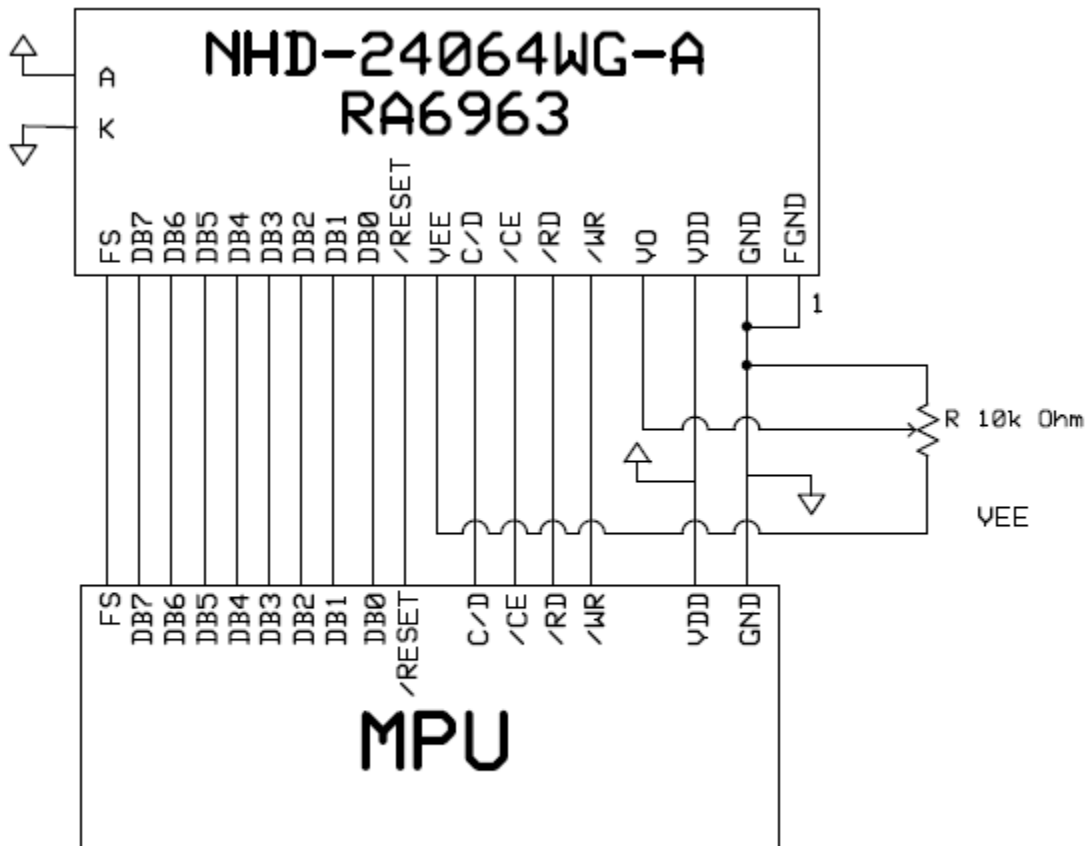 NHD-24064WG-A
RA6963
A
K
FS DB7 DB6 DB5 DB4 DB3 DB2 DB1 DB0 /RESET VEE C/D /CE /RD /WR VO VDD GND FGND
1
R 10k Ohm
VEE
FS DB7 DB6 DB5 DB4 DB3 DB2 DB1 DB0 /RESET C/D /CE /RD /WR VDD GND
MPU